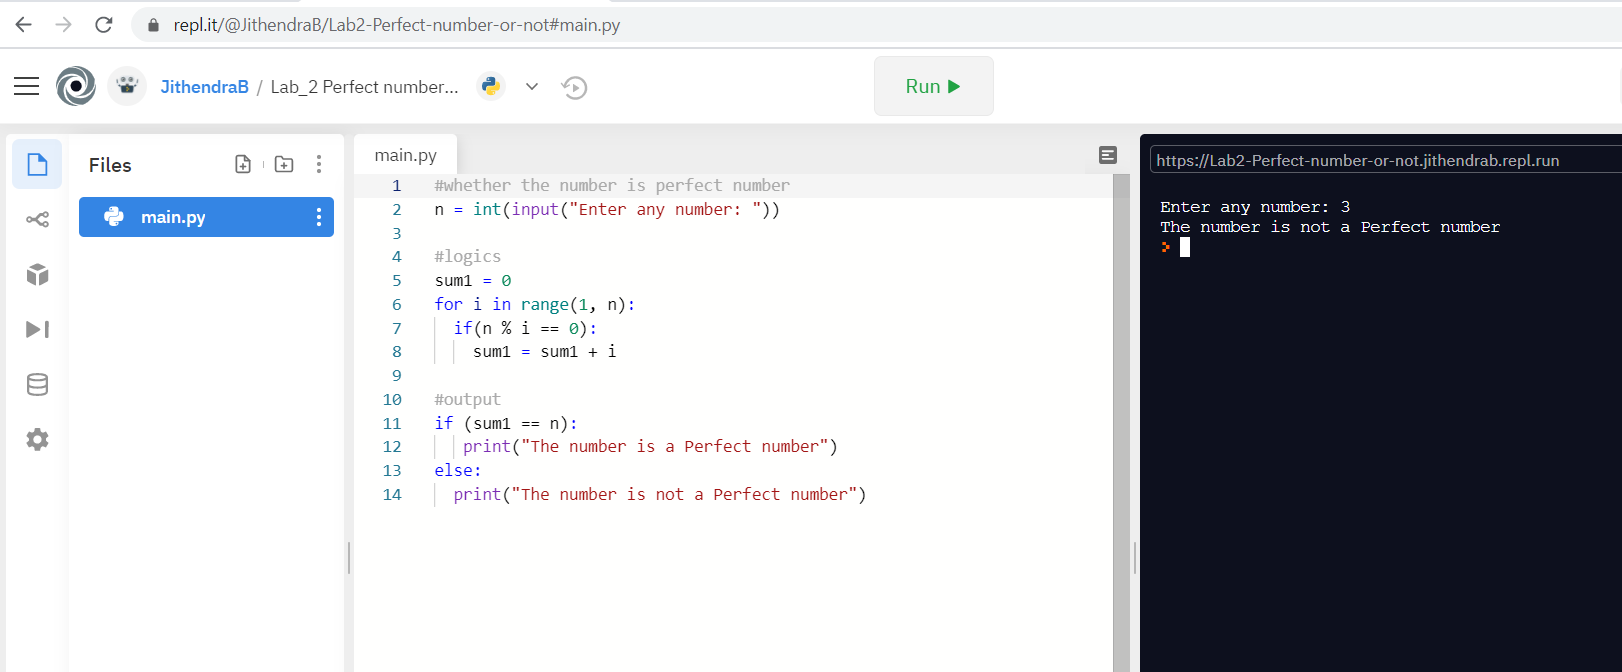 repl.it/@JithendraB/Lab2-Perfect-number-or-not#main.py
JithendraB / Lab_2 Perfect number...
Run
Files
main.py
main.py
1 #whether the number is perfect number
2 n = int(input("Enter any number: "))
3
4 #logics
5 sum1 = 0
6 for i in range(1, n):
7   if(n % i == 0):
8     sum1 = sum1 + i
9
10 #output
11 if (sum1 == n):
12    print("The number is a Perfect number")
13 else:
14   print("The number is not a Perfect number")
https://Lab2-Perfect-number-or-not.jithendrab.repl.run
Enter any number: 3
The number is not a Perfect number
>